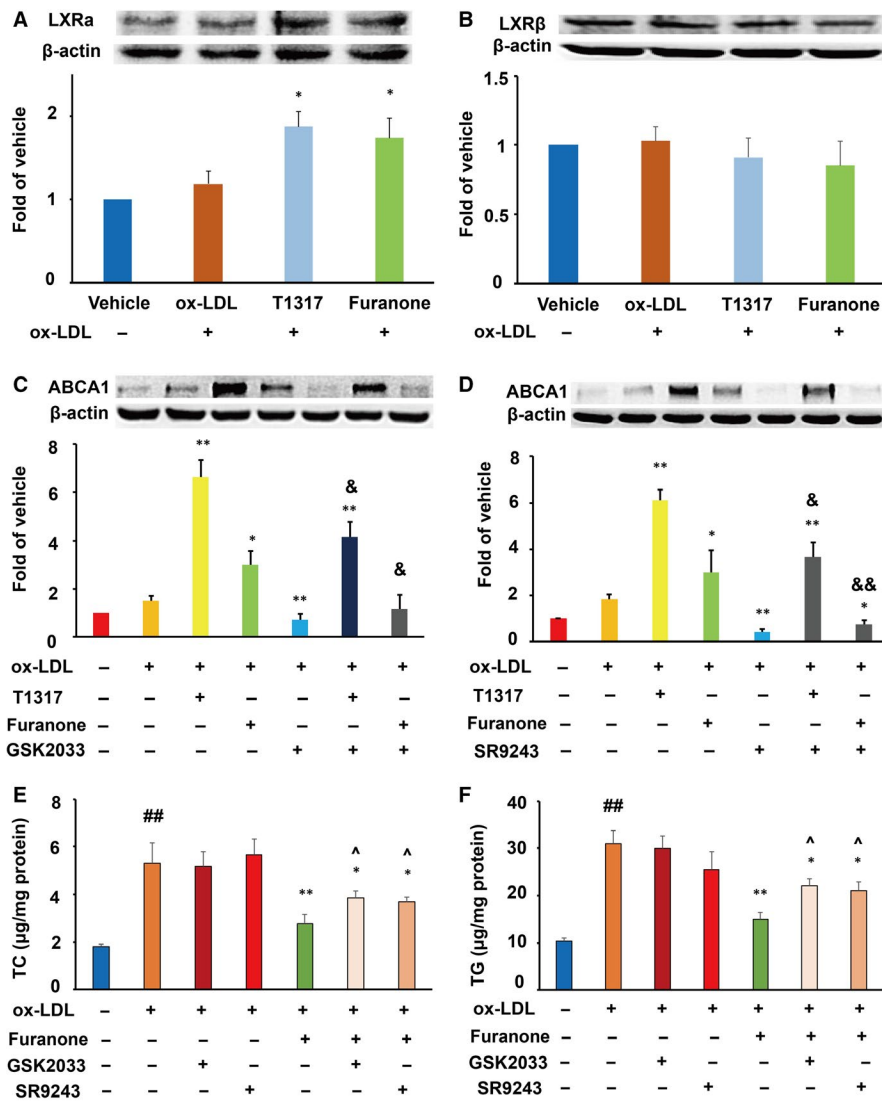 A
LXRa
β-actin
Fold of vehicle
2
1
0
*
*
Vehicle ox-LDL T1317 Furanone
ox-LDL – + + +
B
LXRβ
β-actin
Fold of vehicle
1.5
1
0.5
0
Vehicle ox-LDL T1317 Furanone
ox-LDL – + + +
C
ABCA1
β-actin
Fold of vehicle
8
6
4
2
0
**
*
**
&
**
&
ox-LDL – + + + + + +
T1317 – – + – – + –
Furanone – – – + – – +
GSK2033 – – – – + + +
D
ABCA1
β-actin
Fold of vehicle
8
6
4
2
0
**
*
**
&
**
&&
*
ox-LDL – + + + + + +
T1317 – – + – – + –
Furanone – – – + – – +
SR9243 – – – – + + +
E
TC (µg/mg protein)
8
6
4
2
0
##
**
^
*
^
*
ox-LDL – + + + + + +
Furanone – – – – + + +
GSK2033 – – + – – + –
SR9243 – – – + – – +
F
TG (µg/mg protein)
40
30
20
10
0
##
**
^
*
^
*
ox-LDL – + + + + + +
Furanone – – – – + + +
GSK2033 – – + – – + –
SR9243 – – – + – – +